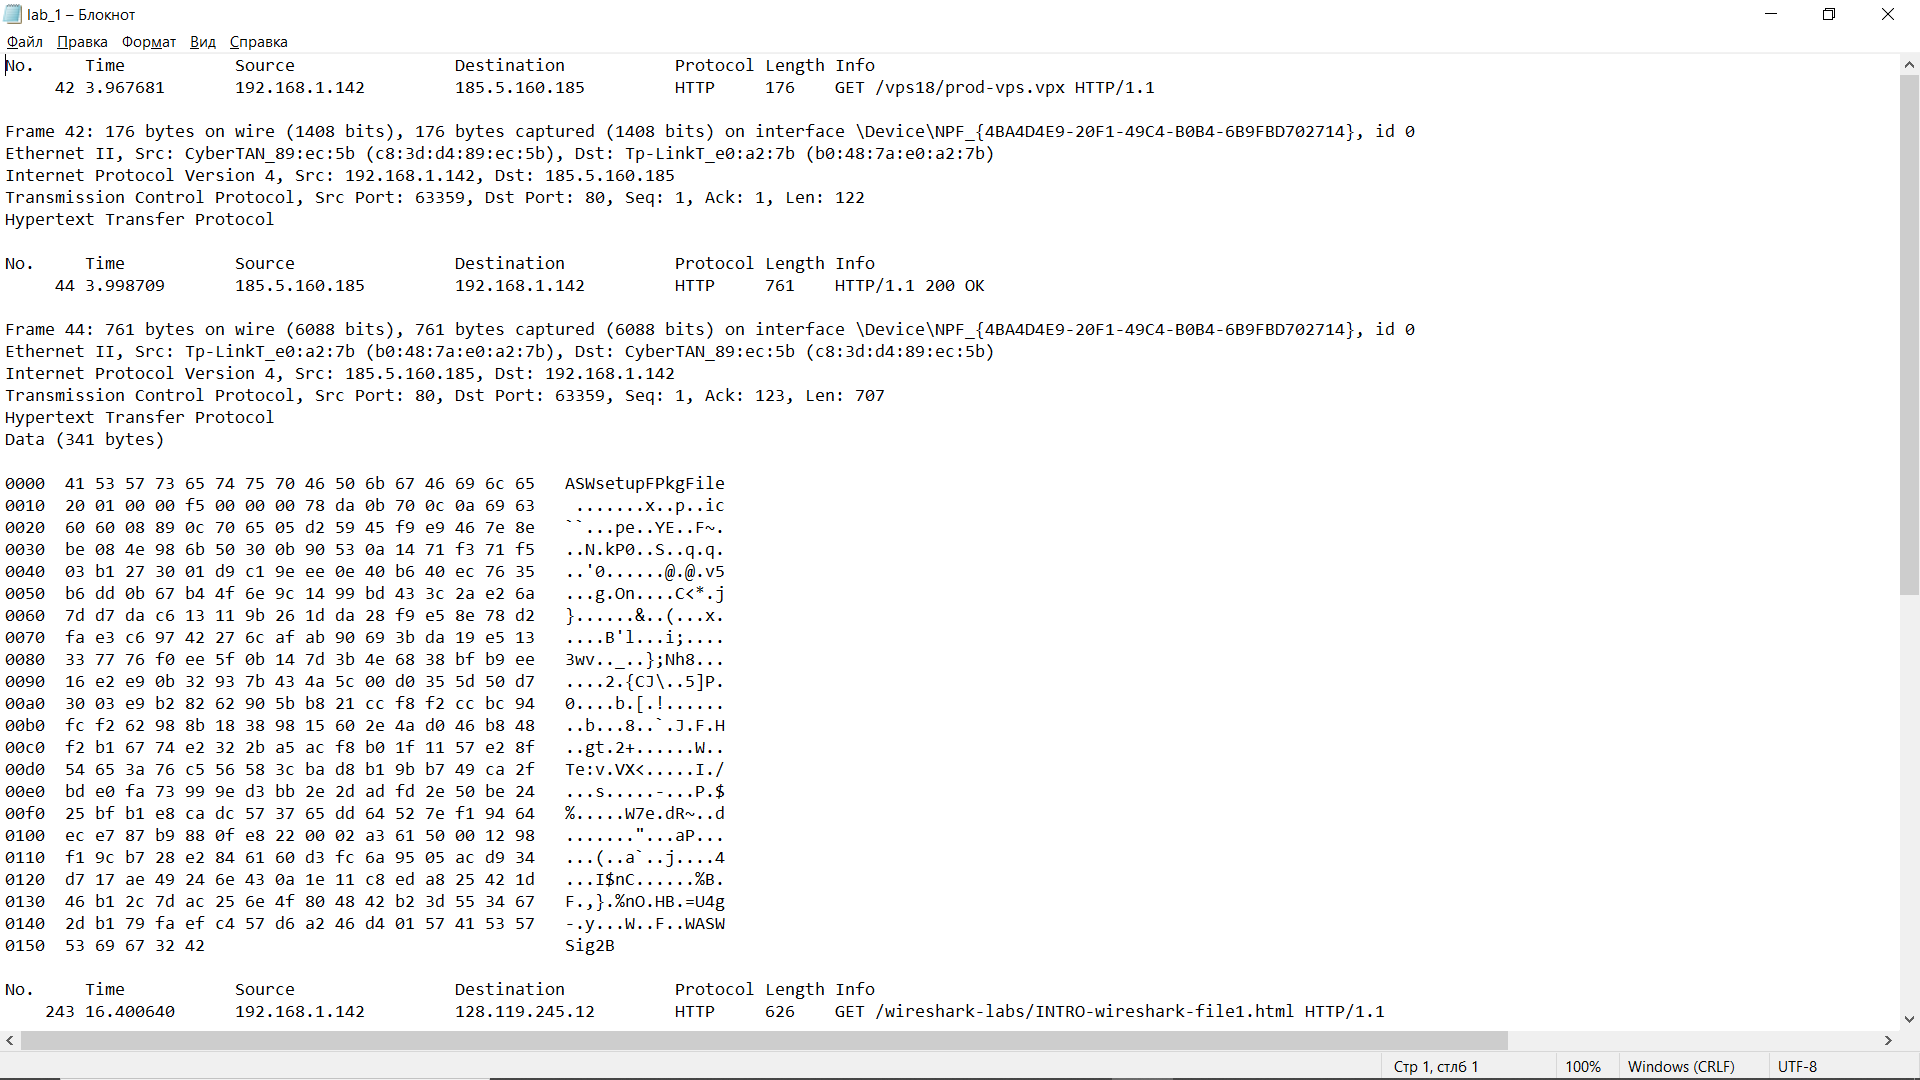 lab_1 – Блокнот
Файл Правка Формат Вид Справка
No.     Time           Source                Destination           Protocol Length Info
     42 3.967681       192.168.1.142         185.5.160.185         HTTP     176    GET /vps18/prod-vps.vpx HTTP/1.1
Frame 42: 176 bytes on wire (1408 bits), 176 bytes captured (1408 bits) on interface \Device\NPF_{4BA4D4E9-20F1-49C4-B0B4-6B9FBD702714}, id 0
Ethernet II, Src: CyberTAN_89:ec:5b (c8:3d:d4:89:ec:5b), Dst: Tp-LinkT_e0:a2:7b (b0:48:7a:e0:a2:7b)
Internet Protocol Version 4, Src: 192.168.1.142, Dst: 185.5.160.185
Transmission Control Protocol, Src Port: 63359, Dst Port: 80, Seq: 1, Ack: 1, Len: 122
Hypertext Transfer Protocol
No.     Time           Source                Destination           Protocol Length Info
     44 3.998709       185.5.160.185         192.168.1.142         HTTP     761    HTTP/1.1 200 OK
Frame 44: 761 bytes on wire (6088 bits), 761 bytes captured (6088 bits) on interface \Device\NPF_{4BA4D4E9-20F1-49C4-B0B4-6B9FBD702714}, id 0
Ethernet II, Src: Tp-LinkT_e0:a2:7b (b0:48:7a:e0:a2:7b), Dst: CyberTAN_89:ec:5b (c8:3d:d4:89:ec:5b)
Internet Protocol Version 4, Src: 185.5.160.185, Dst: 192.168.1.142
Transmission Control Protocol, Src Port: 80, Dst Port: 63359, Seq: 1, Ack: 123, Len: 707
Hypertext Transfer Protocol
Data (341 bytes)
0000  41 53 57 73 65 74 75 70 46 50 6b 67 46 69 6c 65   ASWsetupFPkgFile
0010  20 01 00 00 f5 00 00 00 78 da 0b 70 0c 0a 69 63    .......x..p..ic
0020  60 60 08 89 0c 70 65 05 d2 59 45 f9 e9 46 7e 8e   ``...pe..YE..F~.
0030  be 08 4e 98 6b 50 30 0b 90 53 0a 14 71 f3 71 f5   ..N.kP0..S..q.q.
0040  03 b1 27 30 01 d9 c1 9e ee 0e 40 b6 40 ec 76 35   ..'0......@.@.v5
0050  b6 dd 0b 67 b4 4f 6e 9c 14 99 bd 43 3c 2a e2 6a   ...g.On....C<*.j
0060  7d d7 da c6 13 11 9b 26 1d da 28 f9 e5 8e 78 d2   }......&..(...x.
0070  fa e3 c6 97 42 27 6c af ab 90 69 3b da 19 e5 13   ....B'l...i;....
0080  33 77 76 f0 ee 5f 0b 14 7d 3b 4e 68 38 bf b9 ee   3wv.._..};Nh8...
0090  16 e2 e9 0b 32 93 7b 43 4a 5c 00 d0 35 5d 50 d7   ....2.{CJ\..5]P.
00a0  30 03 e9 b2 82 62 90 5b b8 21 cc f8 f2 cc bc 94   0....b.[.!......
00b0  fc f2 62 98 8b 18 38 98 15 60 2e 4a d0 46 b8 48   ..b...8..`.J.F.H
00c0  f2 b1 67 74 e2 32 2b a5 ac f8 b0 1f 11 57 e2 8f   ..gt.2+......W..
00d0  54 65 3a 76 c5 56 58 3c ba d8 b1 9b b7 49 ca 2f   Te:v.VX<.....I./
00e0  bd e0 fa 73 99 9e d3 bb 2e 2d ad fd 2e 50 be 24   ...s.....-...P.$
00f0  25 bf b1 e8 ca dc 57 37 65 dd 64 52 7e f1 94 64   %.....W7e.dR~..d
0100  ec e7 87 b9 88 0f e8 22 00 02 a3 61 50 00 12 98   ......."...aP...
0110  f1 9c b7 28 e2 84 61 60 d3 fc 6a 95 05 ac d9 34   ...(..a`..j....4
0120  d7 17 ae 49 24 6e 43 0a 1e 11 c8 ed a8 25 42 1d   ...I$nC......%B.
0130  46 b1 2c 7d ac 25 6e 4f 80 48 42 b2 3d 55 34 67   F.,}.%nO.HB.=U4g
0140  2d b1 79 fa ef c4 57 d6 a2 46 d4 01 57 41 53 57   -.y...W..F..WASW
0150  53 69 67 32 42                                    Sig2B
No.     Time           Source                Destination           Protocol Length Info
    243 16.400640      192.168.1.142         128.119.245.12        HTTP     626    GET /wireshark-labs/INTRO-wireshark-file1.html HTTP/1.1
Стр 1, стлб 1 100% Windows (CRLF) UTF-8